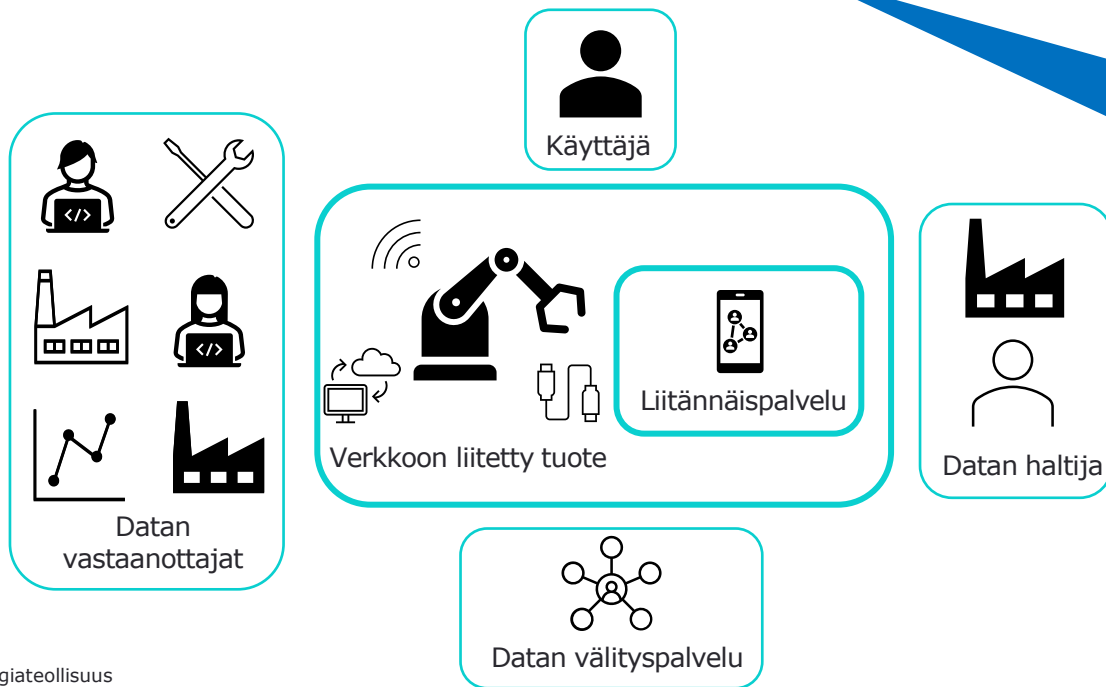 Käyttäjä
Verkkoon liitetty tuote
Liitännäispalvelu
Datan haltija
Datan
vastaanottajat
Datan välityspalvelu
giateollisuus